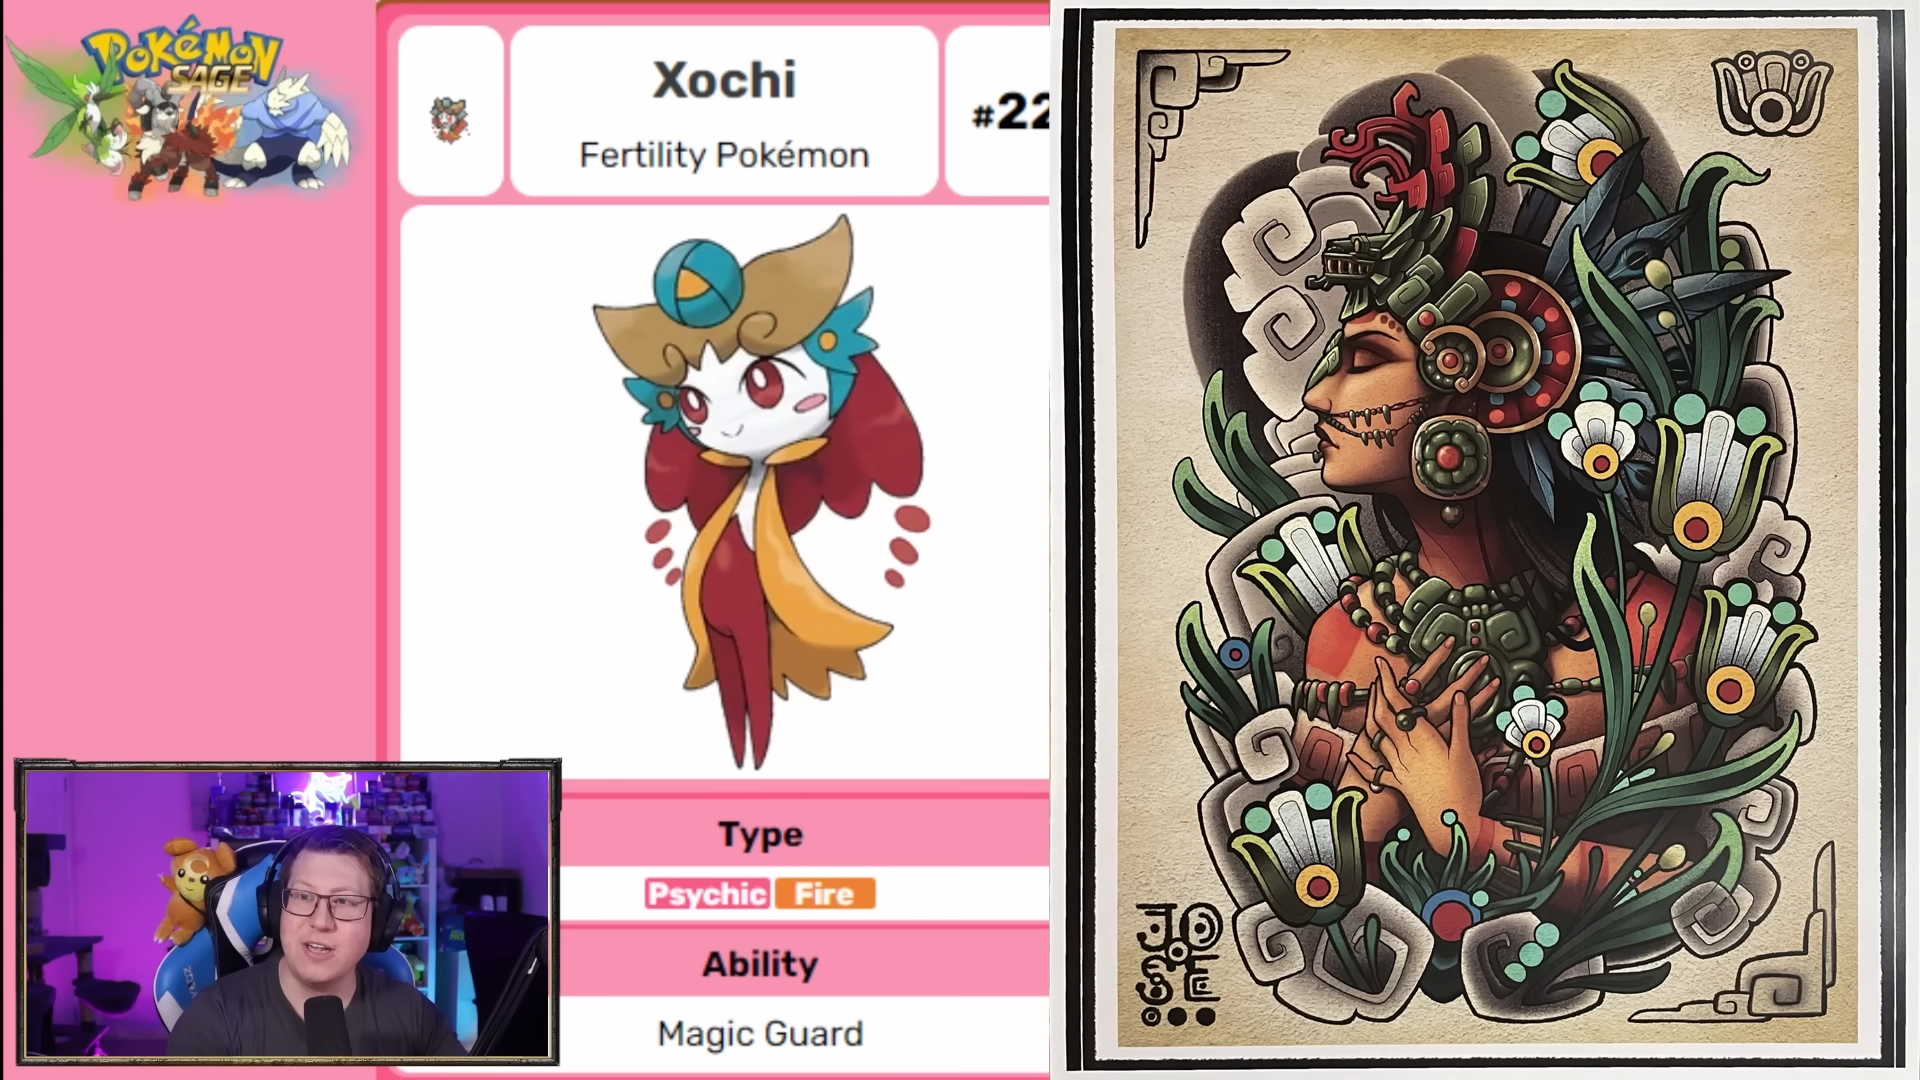 POKéMON
SAGE
Xochi
Fertility Pokémon
#22
Type
Psychic Fire
Ability
Magic Guard